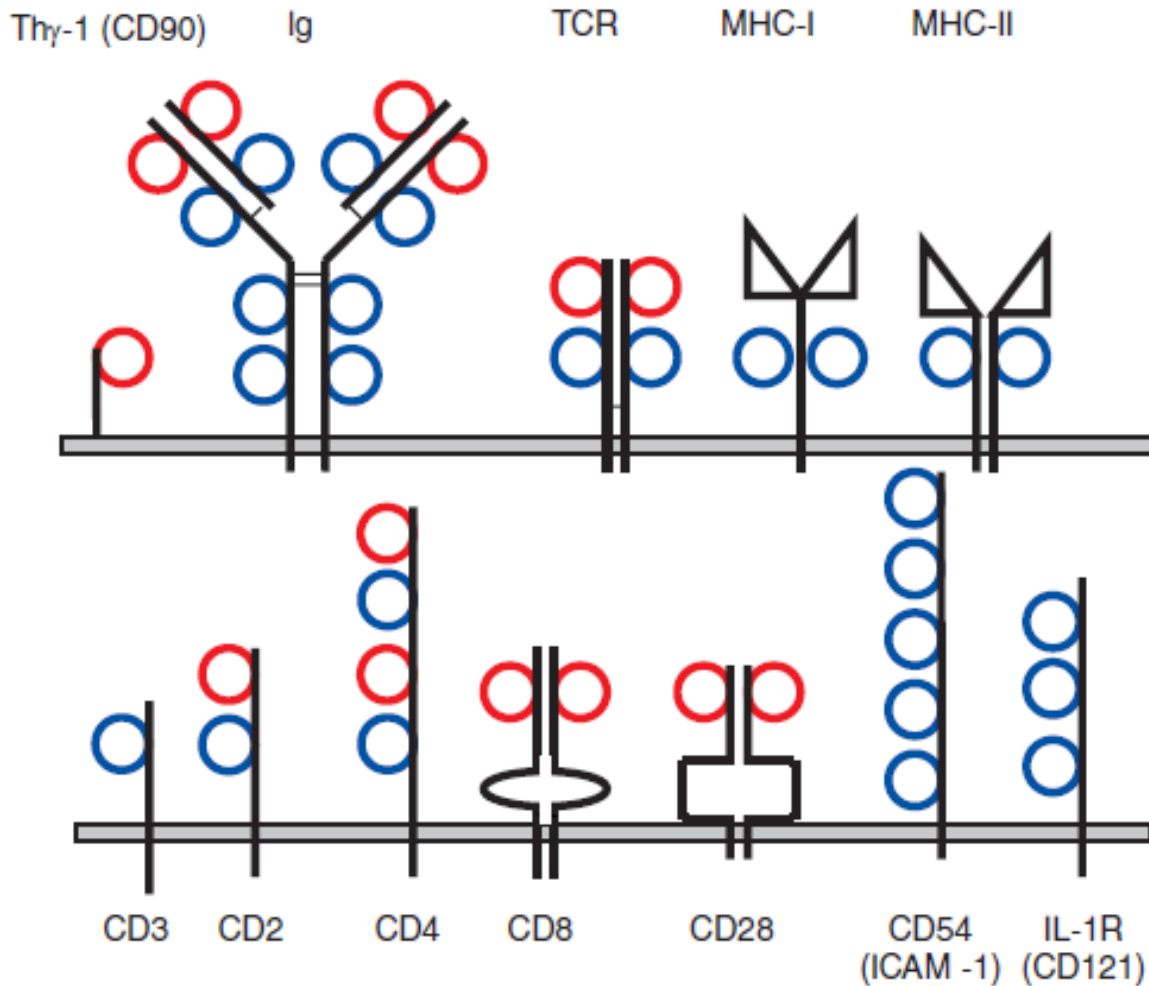 Thγ-1 (CD90) Ig TCR MHC-I MHC-II
CD3 CD2 CD4 CD8 CD28 CD54 IL-1R
(ICAM -1) (CD121)